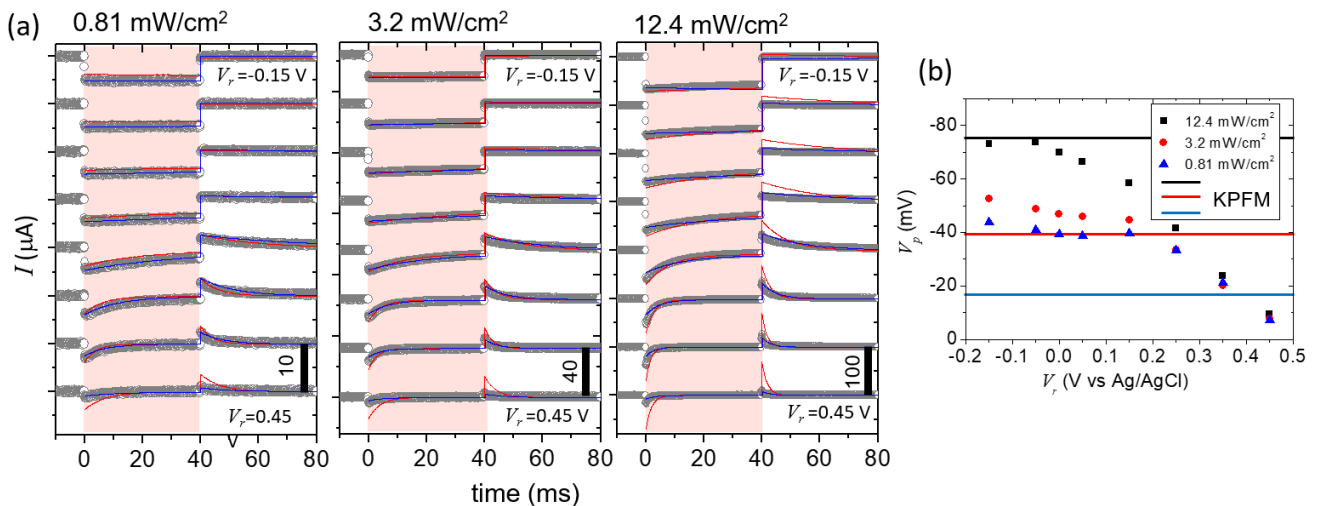 (a)
0.81 mW/cm²
3.2 mW/cm²
12.4 mW/cm²
I (µA)
V_r=-0.15 V
10
V_r=0.45
V
0 20 40 60 80
V_r=-0.15 V
40
V_r=0.45 V
0 20 40 60 80
V_r=-0.15 V
100
V_r=0.45 V
0 20 40 60 80
time (ms)
(b)
V_p (mV)
-80
-60
-40
-20
0
12.4 mW/cm²
3.2 mW/cm²
0.81 mW/cm²
KPFM
-0.2 -0.1 0.0 0.1 0.2 0.3 0.4 0.5
V_r (V vs Ag/AgCl)